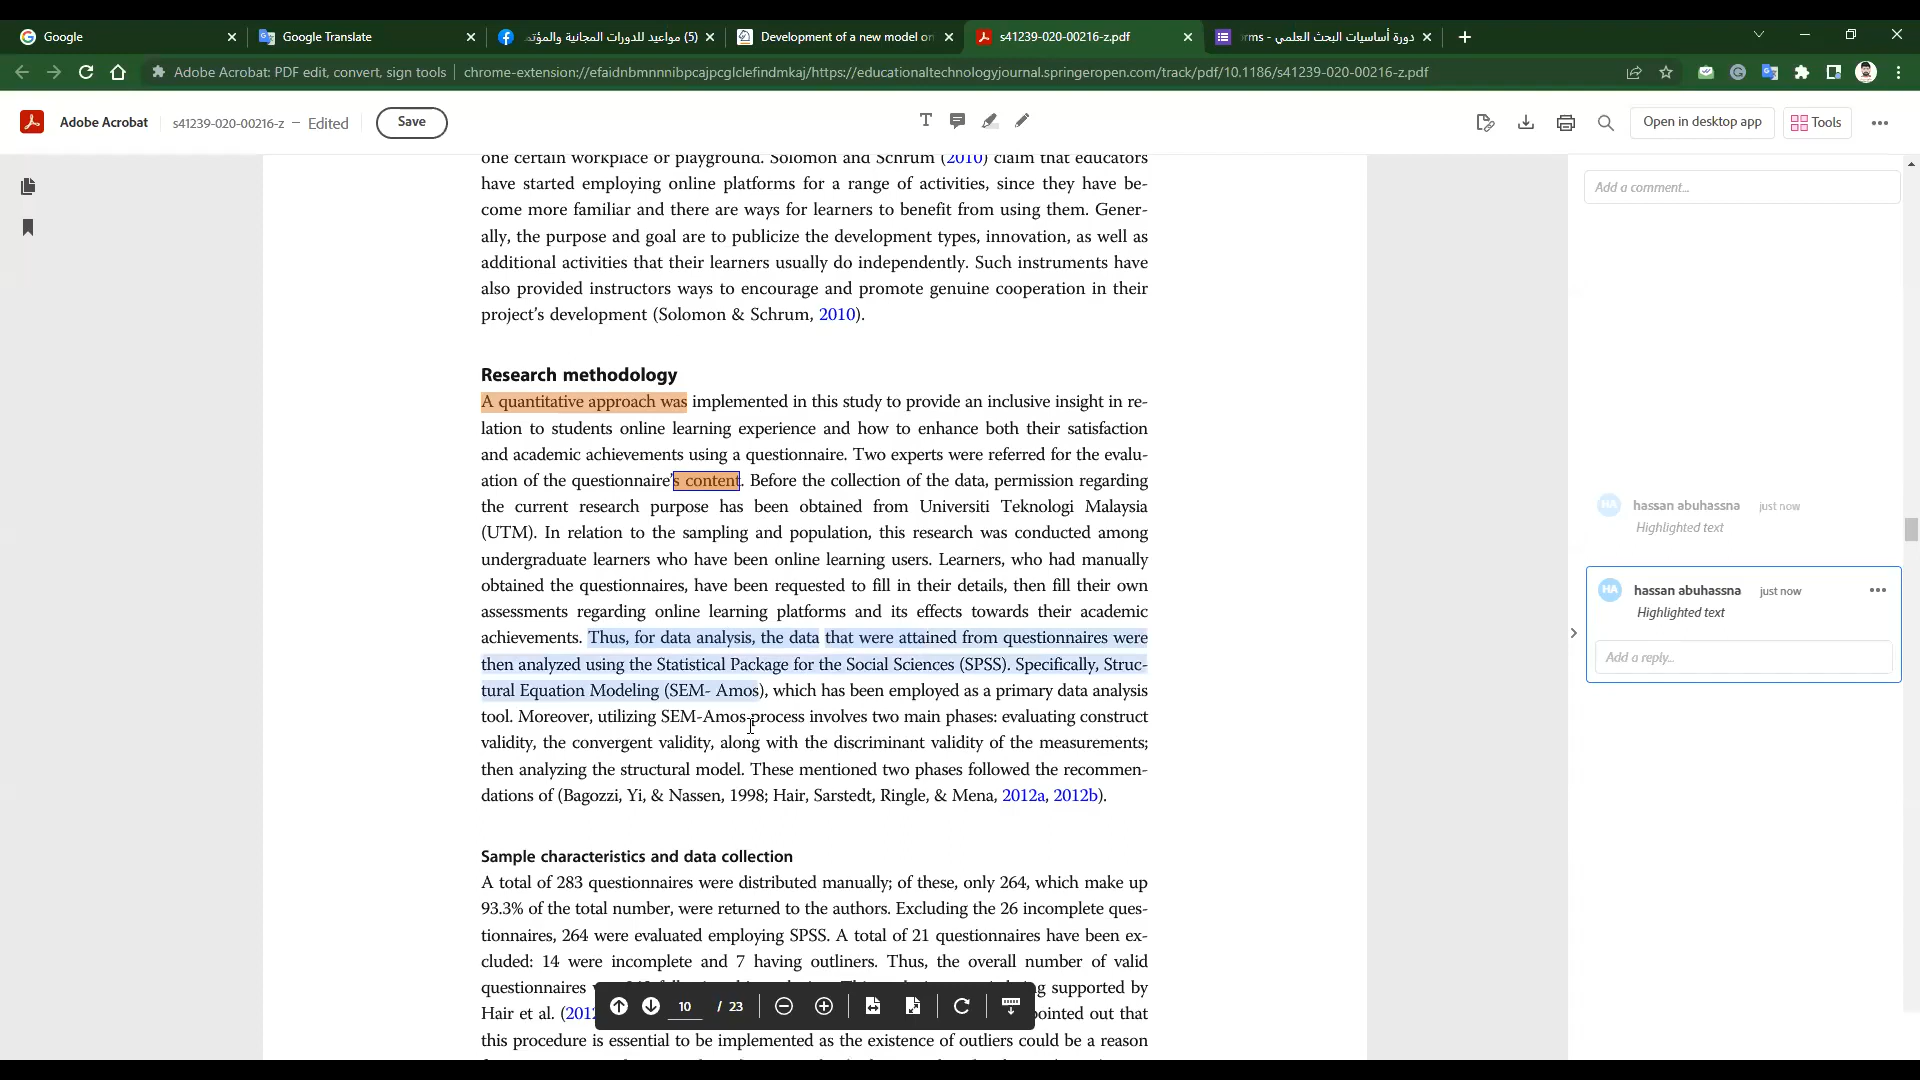 Google
Google Translate
(5) مواعيد للدورات المجانية والمؤتم
Development of a new model on
s41239-020-00216-z.pdf
دورة أساسيات البحث العلمي - rms
Adobe Acrobat: PDF edit, convert, sign tools
chrome-extension://efaidnbmnnnibpcajpcglclefindmkaj/https://educationaltechnologyjournal.springeropen.com/track/pdf/10.1186/s41239-020-00216-z.pdf
Adobe Acrobat
s41239-020-00216-z – Edited
Save
Open in desktop app
Tools
one certain workplace or playground. Solomon and Schrum (2010) claim that educators
have started employing online platforms for a range of activities, since they have be-
come more familiar and there are ways for learners to benefit from using them. Gener-
ally, the purpose and goal are to publicize the development types, innovation, as well as
additional activities that their learners usually do independently. Such instruments have
also provided instructors ways to encourage and promote genuine cooperation in their
project's development (Solomon & Schrum, 2010).
Research methodology
A quantitative approach was implemented in this study to provide an inclusive insight in re-
lation to students online learning experience and how to enhance both their satisfaction
and academic achievements using a questionnaire. Two experts were referred for the evalu-
ation of the questionnaire's content. Before the collection of the data, permission regarding
the current research purpose has been obtained from Universiti Teknologi Malaysia
(UTM). In relation to the sampling and population, this research was conducted among
undergraduate learners who have been online learning users. Learners, who had manually
obtained the questionnaires, have been requested to fill in their details, then fill their own
assessments regarding online learning platforms and its effects towards their academic
achievements. Thus, for data analysis, the data that were attained from questionnaires were
then analyzed using the Statistical Package for the Social Sciences (SPSS). Specifically, Struc-
tural Equation Modeling (SEM- Amos), which has been employed as a primary data analysis
tool. Moreover, utilizing SEM-Amos process involves two main phases: evaluating construct
validity, the convergent validity, along with the discriminant validity of the measurements;
then analyzing the structural model. These mentioned two phases followed the recommen-
dations of (Bagozzi, Yi, & Nassen, 1998; Hair, Sarstedt, Ringle, & Mena, 2012a, 2012b).
Sample characteristics and data collection
A total of 283 questionnaires were distributed manually; of these, only 264, which make up
93.3% of the total number, were returned to the authors. Excluding the 26 incomplete ques-
tionnaires, 264 were evaluated employing SPSS. A total of 21 questionnaires have been ex-
cluded: 14 were incomplete and 7 having outliners. Thus, the overall number of valid
questionnaires
g supported by
Hair et al. (201
ointed out that
this procedure is essential to be implemented as the existence of outliers could be a reason
10 / 23
Add a comment...
hassan abuhassna just now
Highlighted text
HA hassan abuhassna just now
Highlighted text
Add a reply...